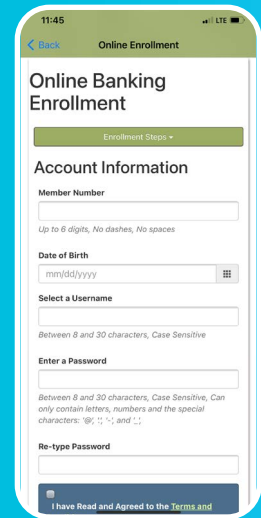 11:45
LTE
Back
Online Enrollment
Online Banking
Enrollment
Enrollment Steps
Account Information
Member Number
Up to 6 digits, No dashes, No spaces
Date of Birth
mm/dd/yyyy
Select a Username
Between 8 and 30 characters, Case Sensitive
Enter a Password
Between 8 and 30 characters, Case Sensitive, Can
only contain letters, numbers and the special
characters: '@', '.', '-', and '_',
Re-type Password
I have Read and Agreed to the Terms and